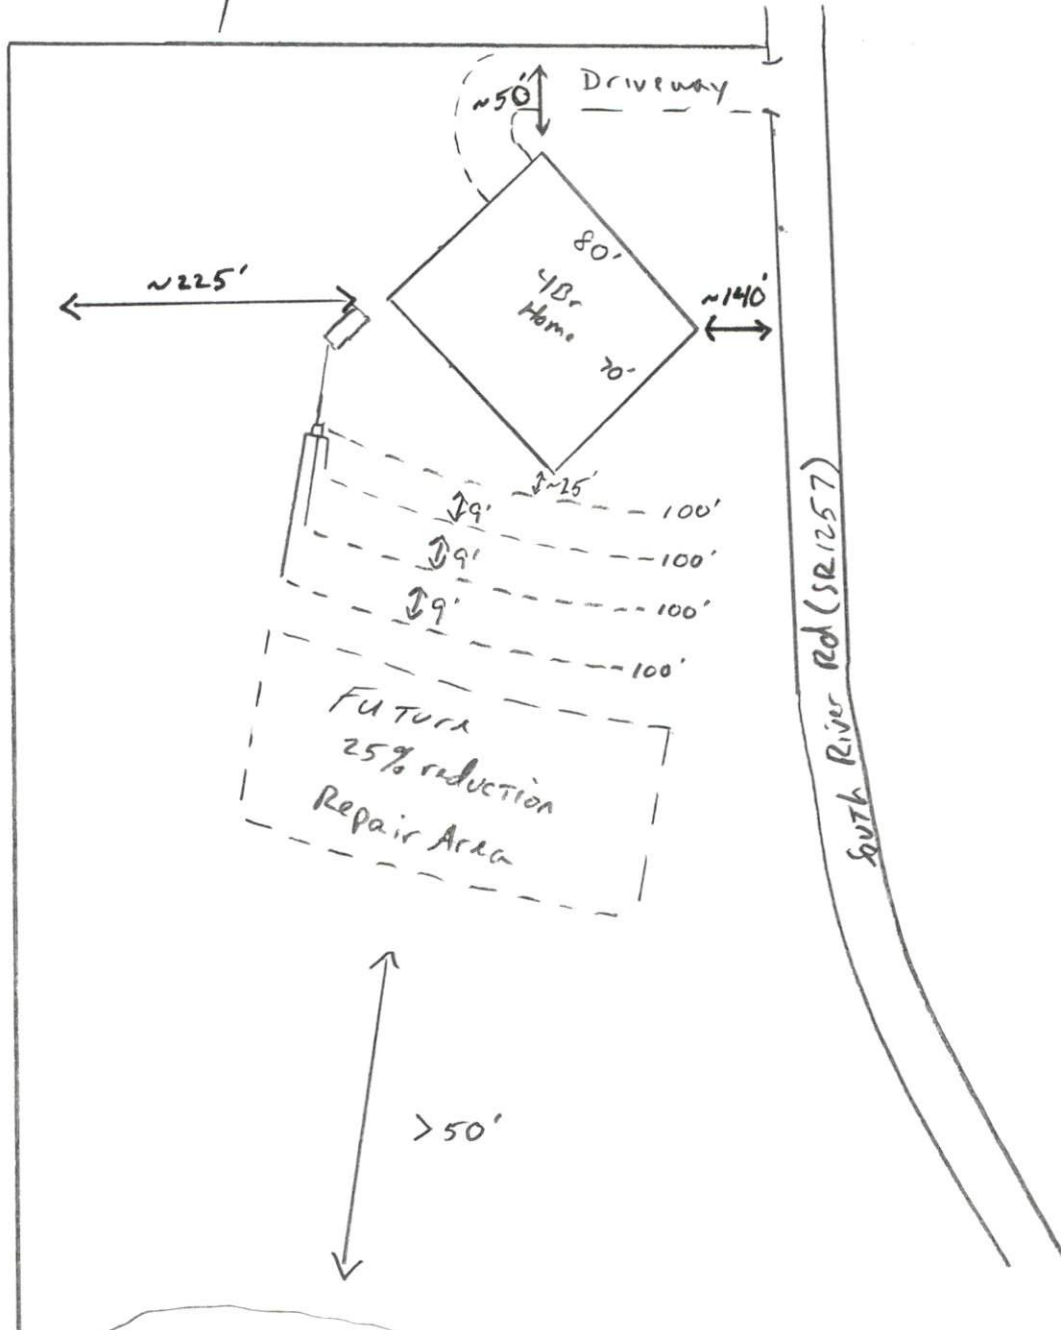 ~50'
Driveway
80'
4Br
Home
70'
~225'
~140'
~25'
100'
9'
100'
9'
100'
9'
100'
Future
25% reduction
Repair Area
South River Rd (SR1257)
>50'